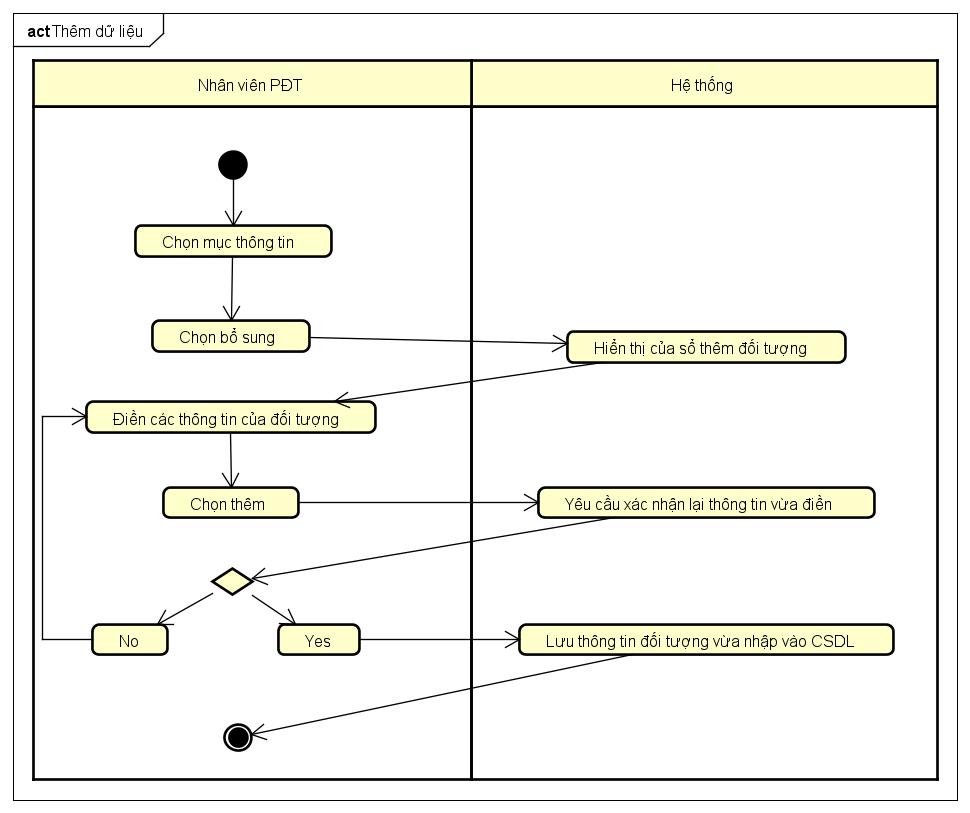 act Thêm dữ liệu
Nhân viên PĐT
Hệ thống
Chọn mục thông tin
Chọn bổ sung
Hiển thị của sổ thêm đối tượng
Điền các thông tin của đối tượng
Chọn thêm
Yêu cầu xác nhận lại thông tin vừa điền
No
Yes
Lưu thông tin đối tượng vừa nhập vào CSDL